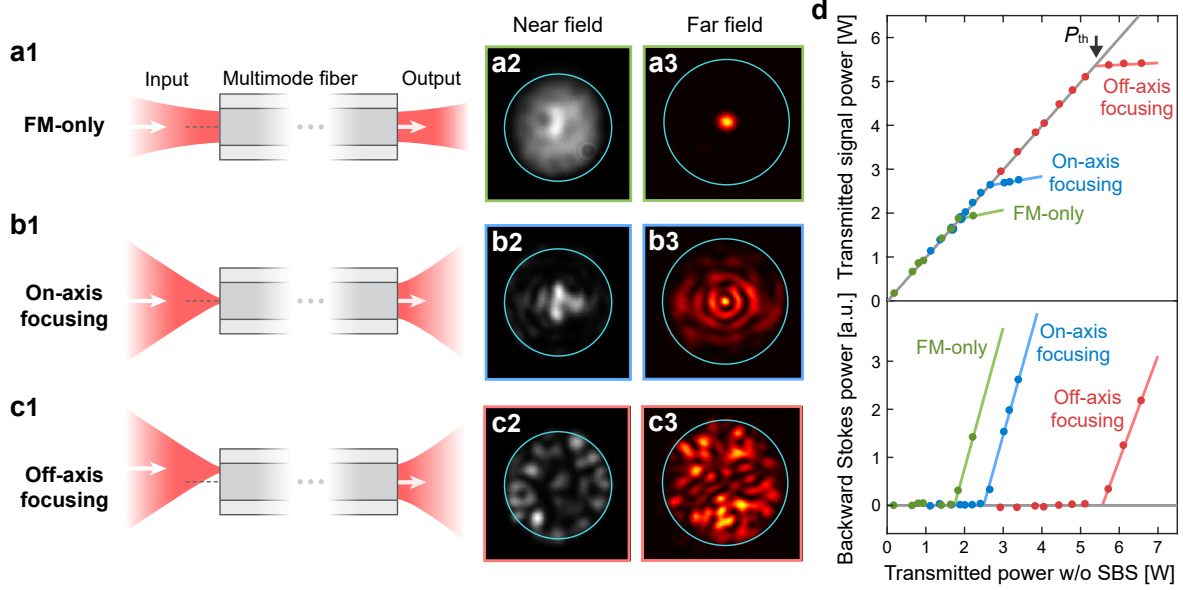 Near field
Far field
a1
Input
Multimode fiber
Output
FM-only
a2
a3
b1
On-axis
focusing
b2
b3
c1
Off-axis
focusing
c2
c3
d
Transmitted signal power [W]
6
5
4
3
2
1
0
Pth
Off-axis
focusing
On-axis
focusing
FM-only
Backward Stokes power [a.u.]
3
2
1
0
FM-only
On-axis
focusing
Off-axis
focusing
0 1 2 3 4 5 6 7
Transmitted power w/o SBS [W]